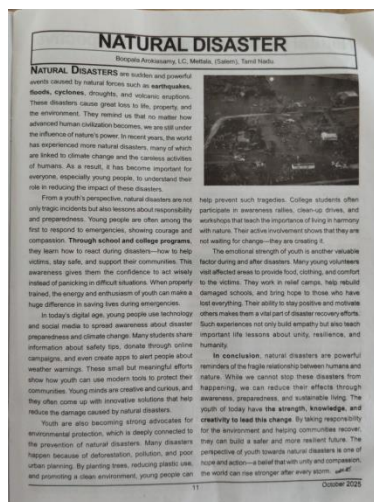 NATURAL DISASTER
Boopala Arokiasamy, LC, Mettala, (Salem), Tamil Nadu
NATURAL DISASTERS are sudden and powerful
events caused by natural forces such as earthquakes,
floods, cyclones, droughts, and volcanic eruptions.
These disasters cause great loss to life, property, and
the environment. They remind us that no matter how
advanced human civilization becomes, we are still under
the influence of nature's power. In recent years, the world
has experienced more natural disasters, many of which
are linked to climate change and the careless activities
of humans. As a result, it has become important for
everyone, especially young people, to understand their
role in reducing the impact of these disasters.
From a youth's perspective, natural disasters are not
only tragic incidents but also lessons about responsibility
and preparedness. Young people are often among the
first to respond to emergencies, showing courage and
compassion. Through school and college programs,
they learn how to react during disasters—how to help
victims, stay safe, and support their communities. This
awareness gives them the confidence to act wisely
instead of panicking in difficult situations. When properly
trained, the energy and enthusiasm of youth can make a
huge difference in saving lives during emergencies.
In today's digital age, young people use technology
and social media to spread awareness about disaster
preparedness and climate change. Many students share
information about safety tips, donate through online
campaigns, and even create apps to alert people about
weather warnings. These small but meaningful efforts
show how youth can use modern tools to protect their
communities. Young minds are creative and curious, and
they often come up with innovative solutions that help
reduce the damage caused by natural disasters.
Youth are also becoming strong advocates for
environmental protection, which is deeply connected to
the prevention of natural disasters. Many disasters
happen because of deforestation, pollution, and poor
urban planning. By planting trees, reducing plastic use,
and promoting a clean environment, young people can
help prevent such tragedies. College students often
participate in awareness rallies, clean-up drives, and
workshops that teach the importance of living in harmony
with nature. Their active involvement shows that they are
not waiting for change—they are creating it.
The emotional strength of youth is another valuable
factor during and after disasters. Many young volunteers
visit affected areas to provide food, clothing, and comfort
to the victims. They work in relief camps, help rebuild
damaged schools, and bring hope to those who have
lost everything. Their ability to stay positive and motivate
others makes them a vital part of disaster recovery efforts.
Such experiences not only build empathy but also teach
important life lessons about unity, resilience, and
humanity.
In conclusion, natural disasters are powerful
reminders of the fragile relationship between humans and
nature. While we cannot stop these disasters from
happening, we can reduce their effects through
awareness, preparedness, and sustainable living. The
youth of today have the strength, knowledge, and
creativity to lead this change. By taking responsibility
for the environment and helping communities recover,
they can build a safer and more resilient future. The
perspective of youth towards natural disasters is one of
hope and action—a belief that with unity and compassion,
the world can rise stronger after every storm.
11
October 2025